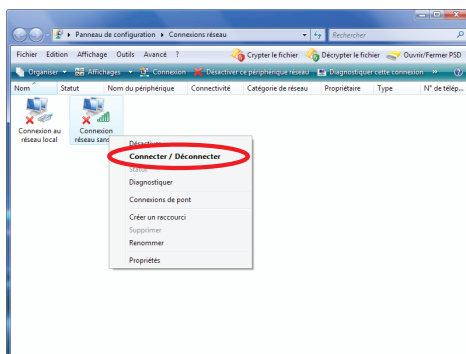 Panneau de configuration Connexions réseau Rechercher
Fichier Edition Affichage Outils Avancé ? Crypter le fichier Décrypter le fichier Ouvrir/Fermer PSD
Organiser Affichages Connexion Désactiver ce périphérique réseau Diagnostiquer cette connexion » ?
Nom Statut Nom du périphérique Connectivité Catégorie de réseau Propriétaire Type N° de télép...
Connexion au réseau local
Connexion réseau sans
Désactiver
Connecter / Déconnecter
Statut
Diagnostiquer
Connexions de pont
Créer un raccourci
Supprimer
Renommer
Propriétés